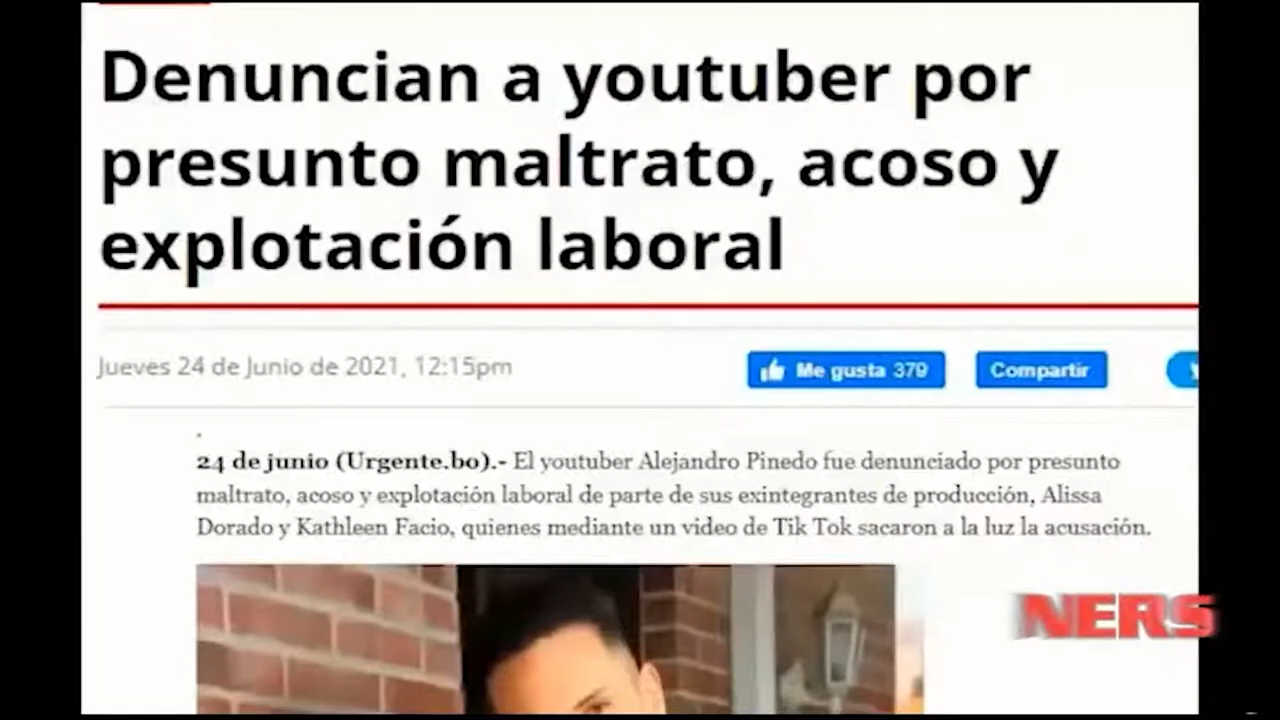 Denuncian a youtuber por
presunto maltrato, acoso y
explotación laboral
Jueves 24 de Junio de 2021, 12:15pm
Me gusta 379
Compartir
24 de junio (Urgente.bo).- El youtuber Alejandro Pinedo fue denunciado por presunto
maltrato, acoso y explotación laboral de parte de sus exintegrantes de producción, Alissa
Dorado y Kathleen Facio, quienes mediante un video de Tik Tok sacaron a la luz la acusación.
NERS